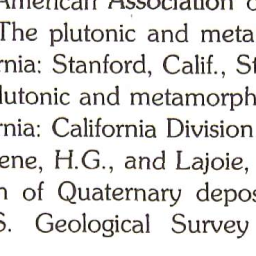 American Association o
The plutonic and meta
rnia: Stanford, Calif., St
lutonic and metamorph
rnia: California Division
ene, H.G., and Lajoie,
n of Quaternary depos
S. Geological Survey